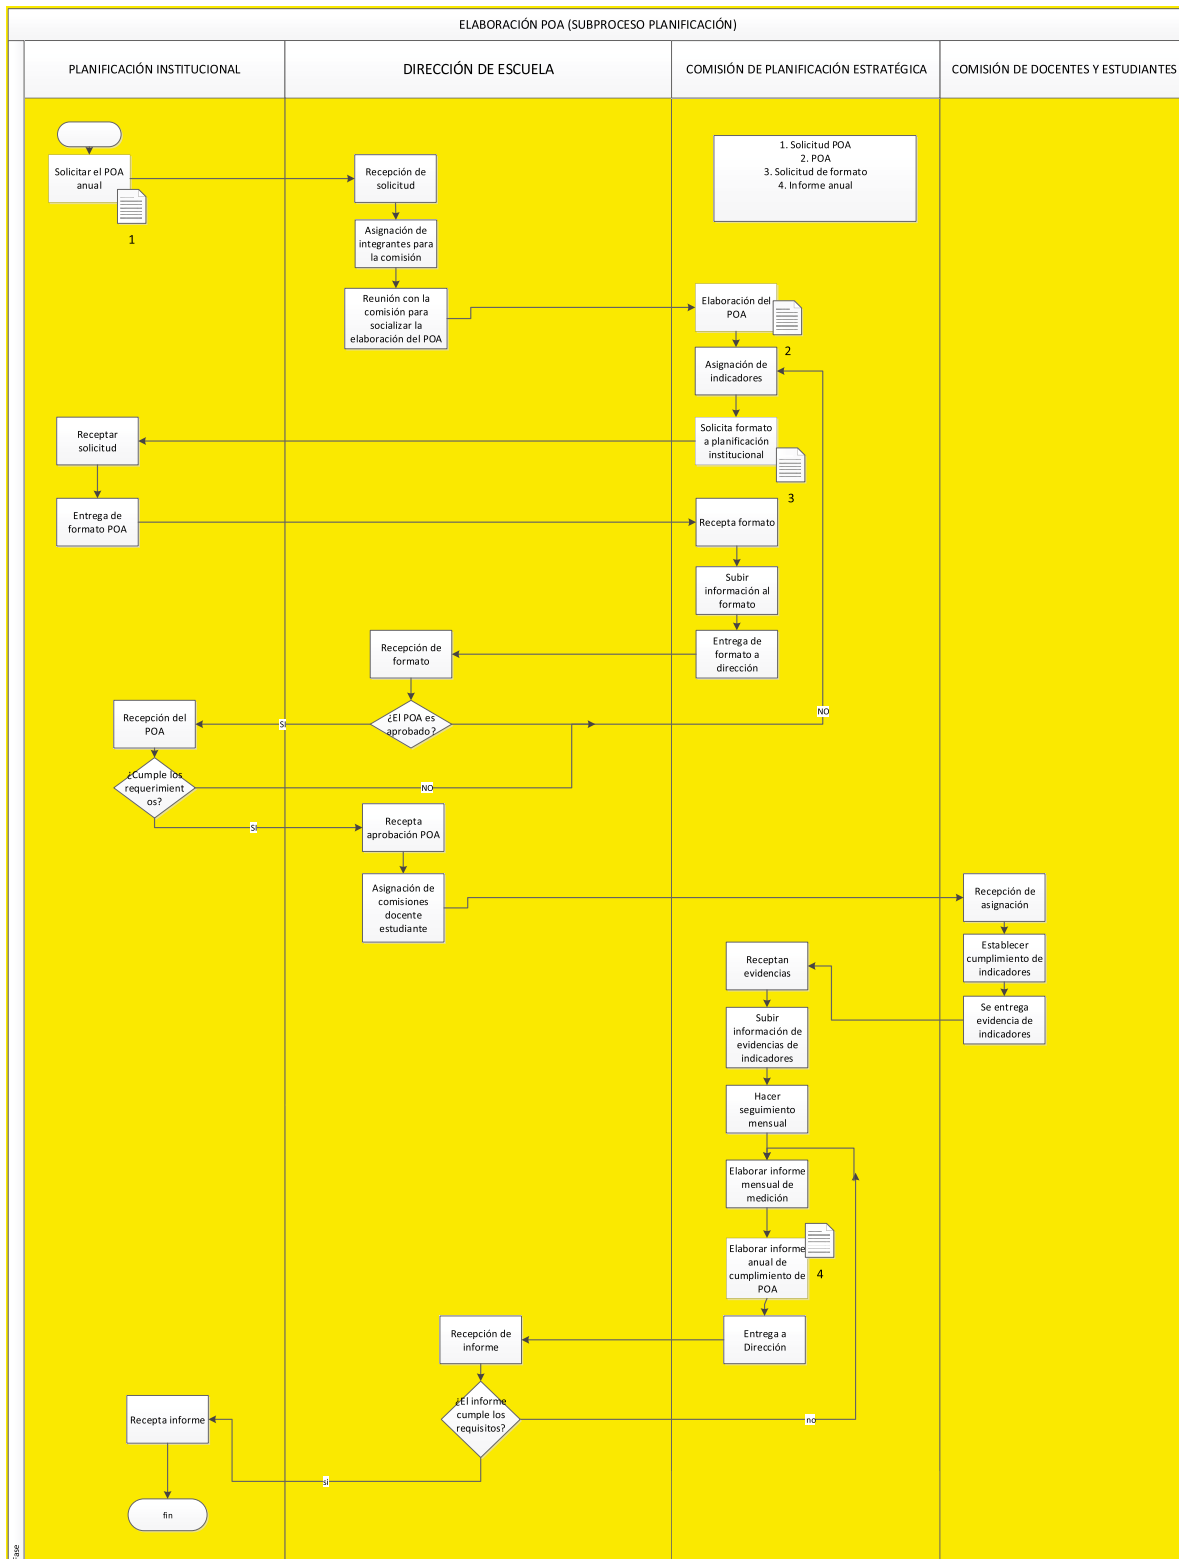 ELABORACIÓN POA (SUBPROCESO PLANIFICACIÓN)
PLANIFICACIÓN INSTITUCIONAL
DIRECCIÓN DE ESCUELA
COMISIÓN DE PLANIFICACIÓN ESTRATÉGICA
COMISIÓN DE DOCENTES Y ESTUDIANTES
1. Solicitud POA
2. POA
3. Solicitud de formato
4. Informe anual
Solicitar el POA
anual
1
Recepción de
solicitud
Asignación de
integrantes para
la comisión
Reunión con la
comisión para
socializar la
elaboración del POA
Elaboración del
POA
2
Asignación de
indicadores
Solicita formato
a planificación
institucional
3
Receptar
solicitud
Entrega de
formato POA
Recepta formato
Subir
información al
formato
Entrega de
formato a
dirección
Recepción de
formato
¿El POA es
aprobado?
SI
NO
Recepción del
POA
¿Cumple los
requerimient
os?
NO
SI
Recepta
aprobación POA
Asignación de
comisiones
docente
estudiante
Recepción de
asignación
Establecer
cumplimiento de
indicadores
Se entrega
evidencia de
indicadores
Receptan
evidencias
Subir
información de
evidencias de
indicadores
Hacer
seguimiento
mensual
Elaborar informe
mensual de
medición
Elaborar informe
anual de
cumplimiento de
POA
4
Entrega a
Dirección
Recepción de
informe
¿El informe
cumple los
requisitos?
no
si
Recepta informe
fin